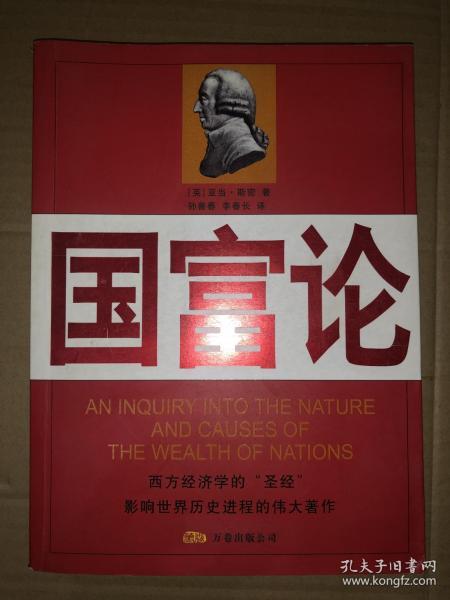 [英]亚当·斯密 著
孙善春 李春长 译
国富论
AN INQUIRY INTO THE NATURE
AND CAUSES OF
THE WEALTH OF NATIONS
西方经济学的“圣经”
影响世界历史进程的伟大著作
万卷出版公司
孔夫子旧书网
www.kongfz.com